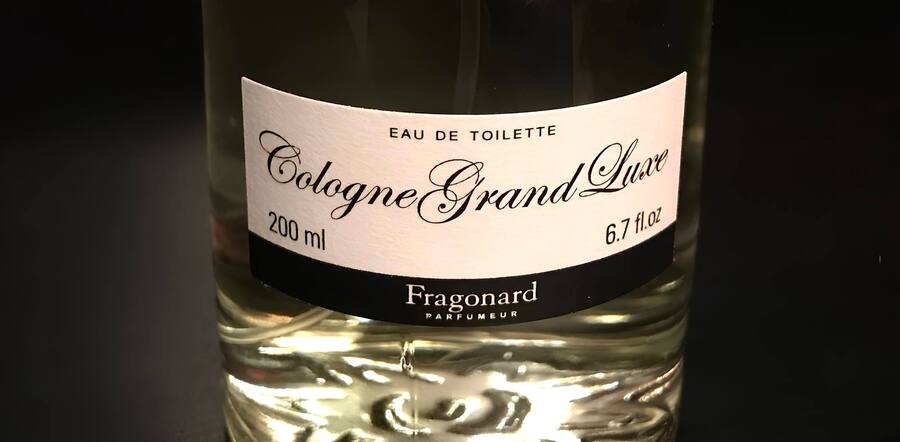 EAU DE TOILETTE
Cologne Grand Luxe
200 ml 6.7 fl.oz
Fragonard
PARFUMEUR